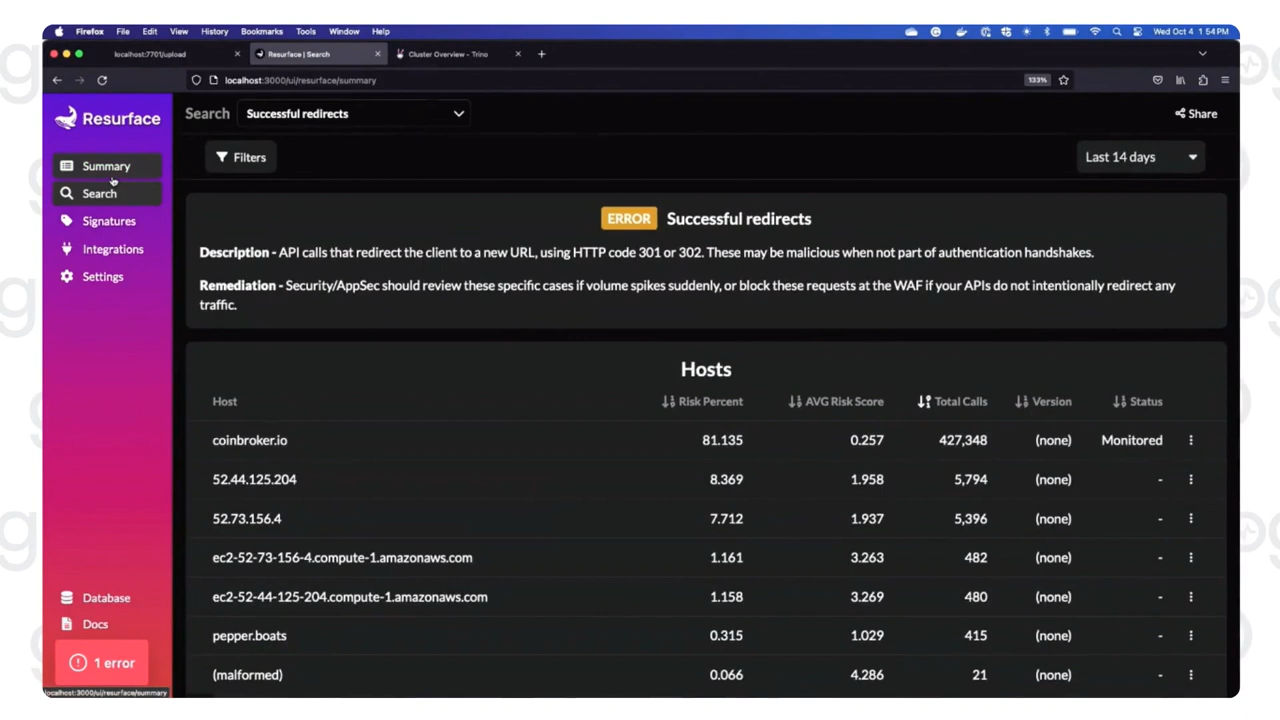 Firefox File Edit View History Bookmarks Tools Window Help
Wed Oct 4 1:54 PM
localhost:7701/upload
Resurface | Search
Cluster Overview - Trino
localhost:3000/ui/resurface/summary
133%
Resurface
Summary
Search
Signatures
Integrations
Settings
Database
Docs
1 error
localhost:3000/ui/resurface/summary
Search Successful redirects
Share
Filters
Last 14 days
ERROR Successful redirects
Description - API calls that redirect the client to a new URL, using HTTP code 301 or 302. These may be malicious when not part of authentication handshakes.
Remediation - Security/AppSec should review these specific cases if volume spikes suddenly, or block these requests at the WAF if your APIs do not intentionally redirect any
traffic.
Hosts
Host Risk Percent AVG Risk Score Total Calls Version Status
coinbroker.io 81.135 0.257 427,348 (none) Monitored
52.44.125.204 8.369 1.958 5,794 (none) -
52.73.156.4 7.712 1.937 5,396 (none) -
ec2-52-73-156-4.compute-1.amazonaws.com 1.161 3.263 482 (none) -
ec2-52-44-125-204.compute-1.amazonaws.com 1.158 3.269 480 (none) -
pepper.boats 0.315 1.029 415 (none) -
(malformed) 0.066 4.286 21 (none) -